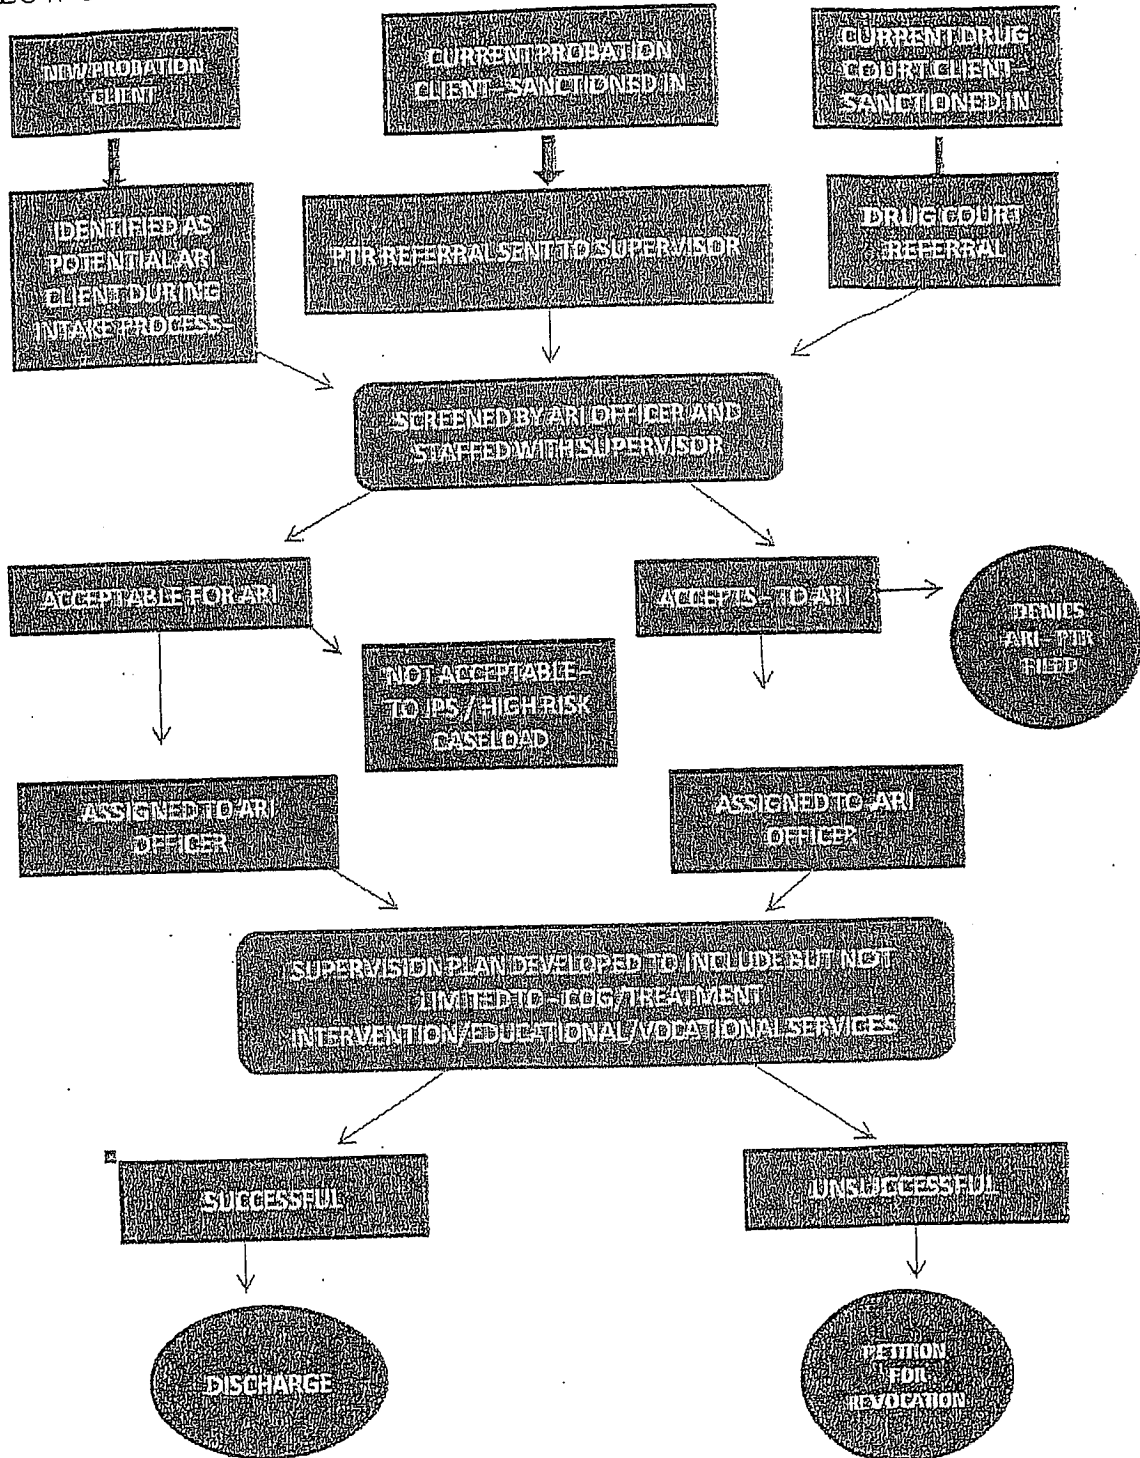 NEW PROBATION
CLIENT
CURRENT PROBATION
CLIENT - SANCTIONED IN
CURRENT DRUG
COURT CLIENT -
SANCTIONED IN
IDENTIFIED AS
POTENTIAL ARI
CLIENT DURING
INTAKE PROCESS-
PTR REFERRAL SENT TO SUPERVISOR
DRUG COURT
REFERRAL
SCREENED BY ARI OFFICER AND
STAFFED WITH SUPERVISOR
ACCEPTABLE FOR ARI
ACCEPTS - TO ARI
DENIES
ARI - PTR
FILED
NOT ACCEPTABLE -
TO IPS / HIGH RISK
CASELOAD
ASSIGNED TO ARI
OFFICER
ASSIGNED TO ARI
OFFICER
SUPERVISION PLAN DEVELOPED TO INCLUDE BUT NOT
LIMITED TO - COG/TREATMENT
INTERVENTION/EDUCATIONAL/VOCATIONAL SERVICES
SUCCESSFUL
UNSUCCESSFUL
DISCHARGE
PETITION
FOR
REVOCATION